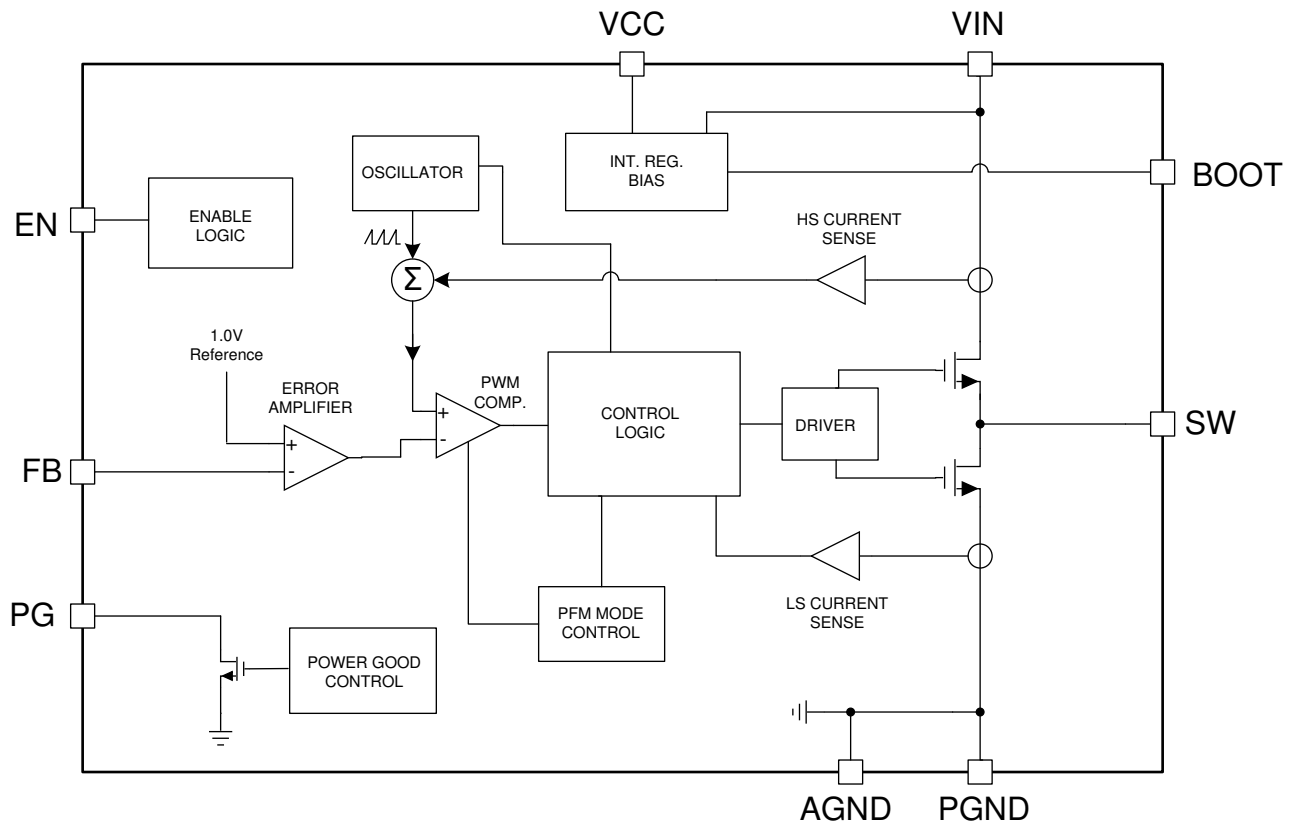 VCC
VIN
OSCILLATOR
INT. REG.
BIAS
BOOT
EN
ENABLE
LOGIC
HS CURRENT
SENSE
Σ
1.0V
Reference
ERROR
AMPLIFIER
PWM
COMP.
+
-
+
-
CONTROL
LOGIC
DRIVER
SW
FB
PG
POWER GOOD
CONTROL
PFM MODE
CONTROL
LS CURRENT
SENSE
AGND
PGND